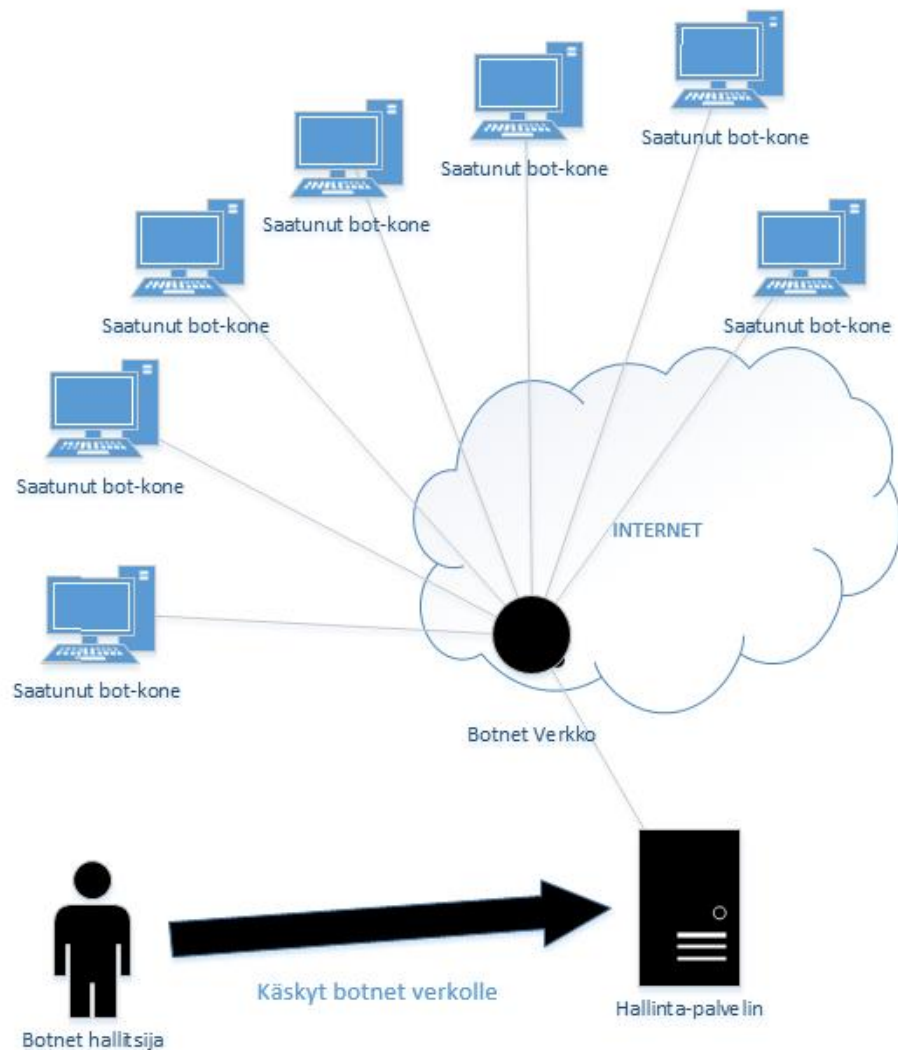 Saatunut bot-kone
Saatunut bot-kone
Saatunut bot-kone
Saatunut bot-kone
Saatunut bot-kone
Saatunut bot-kone
Saatunut bot-kone
INTERNET
Botnet Verkko
Käskyt botnet verkolle
Hallinta-palvelin
Botnet hallitsija